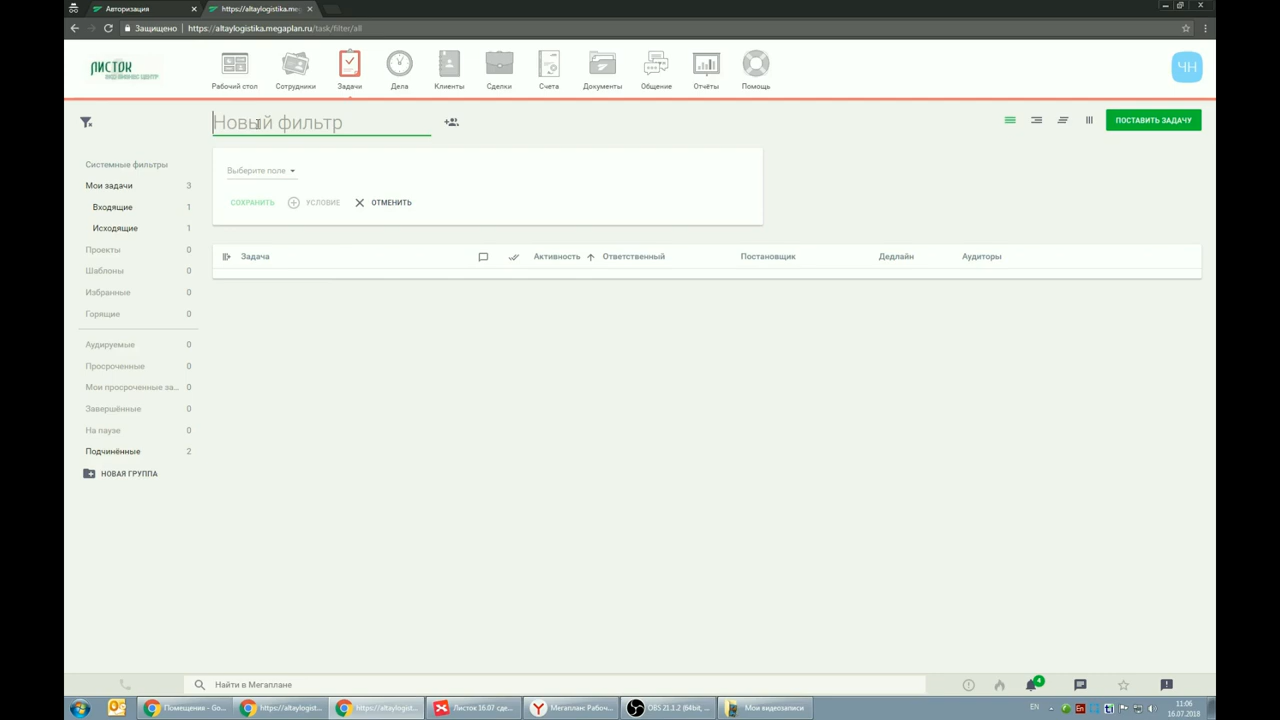 Авторизация
https://altaylogistika.meg
Защищено
https://altaylogistika.megaplan.ru/task/filter/all
ЛИСТОК
БИЗНЕС ЦЕНТР
Рабочий стол
Сотрудники
Задачи
Дела
Клиенты
Сделки
Счета
Документы
Общение
Отчёты
Помощь
ЧН
Новый фильтр
ПОСТАВИТЬ ЗАДАЧУ
Выберите поле
СОХРАНИТЬ
УСЛОВИЕ
ОТМЕНИТЬ
Системные фильтры
Мои задачи 3
Входящие 1
Исходящие 1
Проекты 0
Шаблоны 0
Избранные 0
Горящие 0
Аудируемые 0
Просроченные 0
Мои просроченные за... 0
Завершённые 0
На паузе 0
Подчинённые 2
НОВАЯ ГРУППА
Задача
Активность
Ответственный
Постановщик
Дедлайн
Аудиторы
Найти в Мегаплане
4
Помещения - Go...
https://altaylogist...
https://altaylogist...
Листок 16.07 сде...
Мегаплан Рабоч...
OBS 21.1.2 (64bit, ...
Мои видеозаписи
EN
11:06
16.07.2018